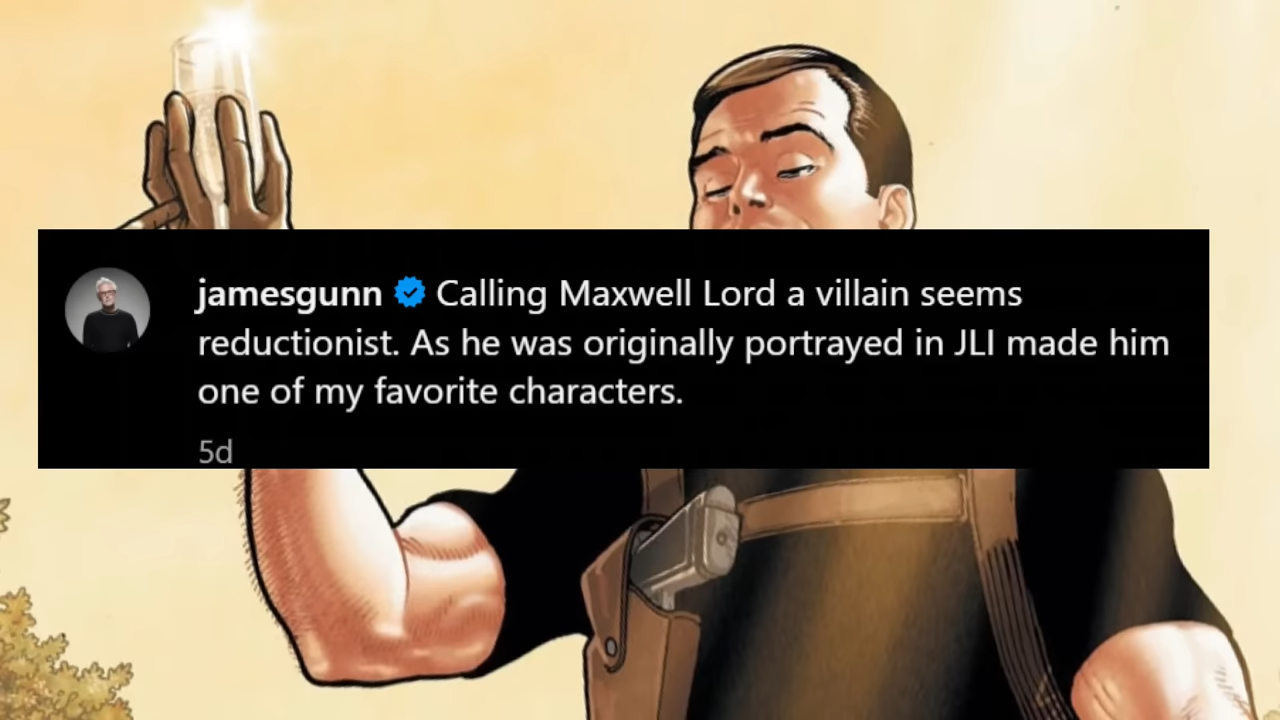 jamesgunn Calling Maxwell Lord a villain seems
reductionist. As he was originally portrayed in JLI made him
one of my favorite characters.
5d